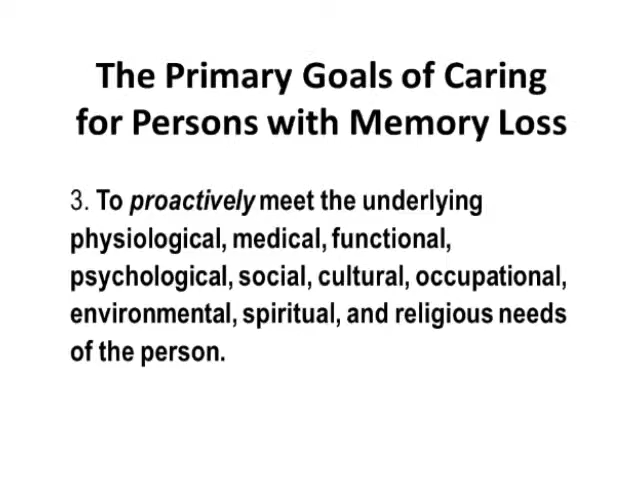 The Primary Goals of Caring
for Persons with Memory Loss
3. To proactively meet the underlying
physiological, medical, functional,
psychological, social, cultural, occupational,
environmental, spiritual, and religious needs
of the person.